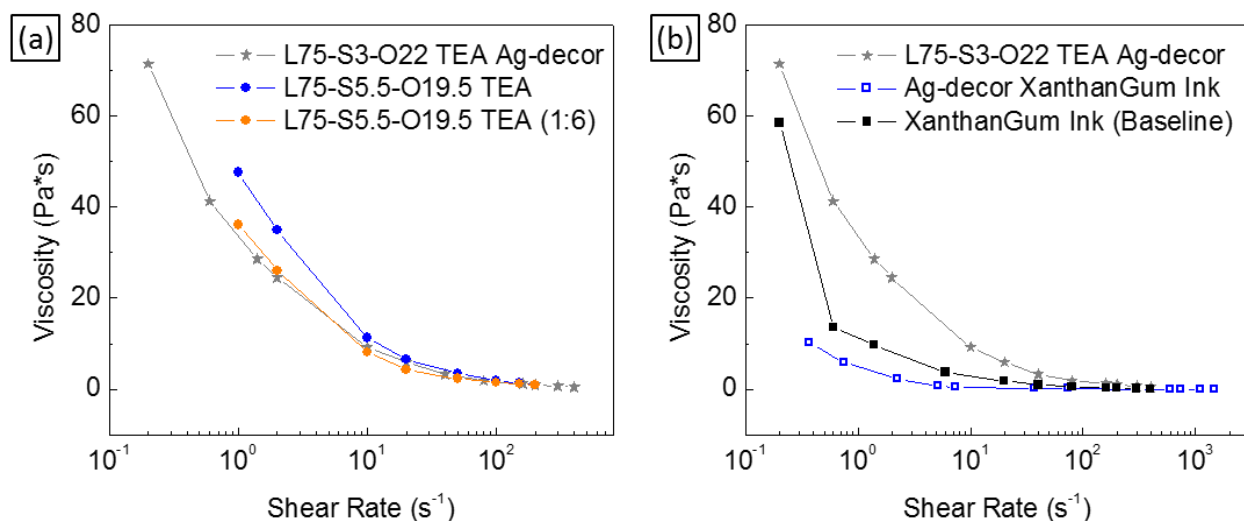 (a)
80
60
40
20
0
Viscosity (Pa*s)
L75-S3-O22 TEA Ag-decor
L75-S5.5-O19.5 TEA
L75-S5.5-O19.5 TEA (1:6)
10⁻¹ 10⁰ 10¹ 10²
Shear Rate (s⁻¹)
(b)
80
60
40
20
0
Viscosity (Pa*s)
L75-S3-O22 TEA Ag-decor
Ag-decor XanthanGum Ink
XanthanGum Ink (Baseline)
10⁻¹ 10⁰ 10¹ 10² 10³
Shear Rate (s⁻¹)